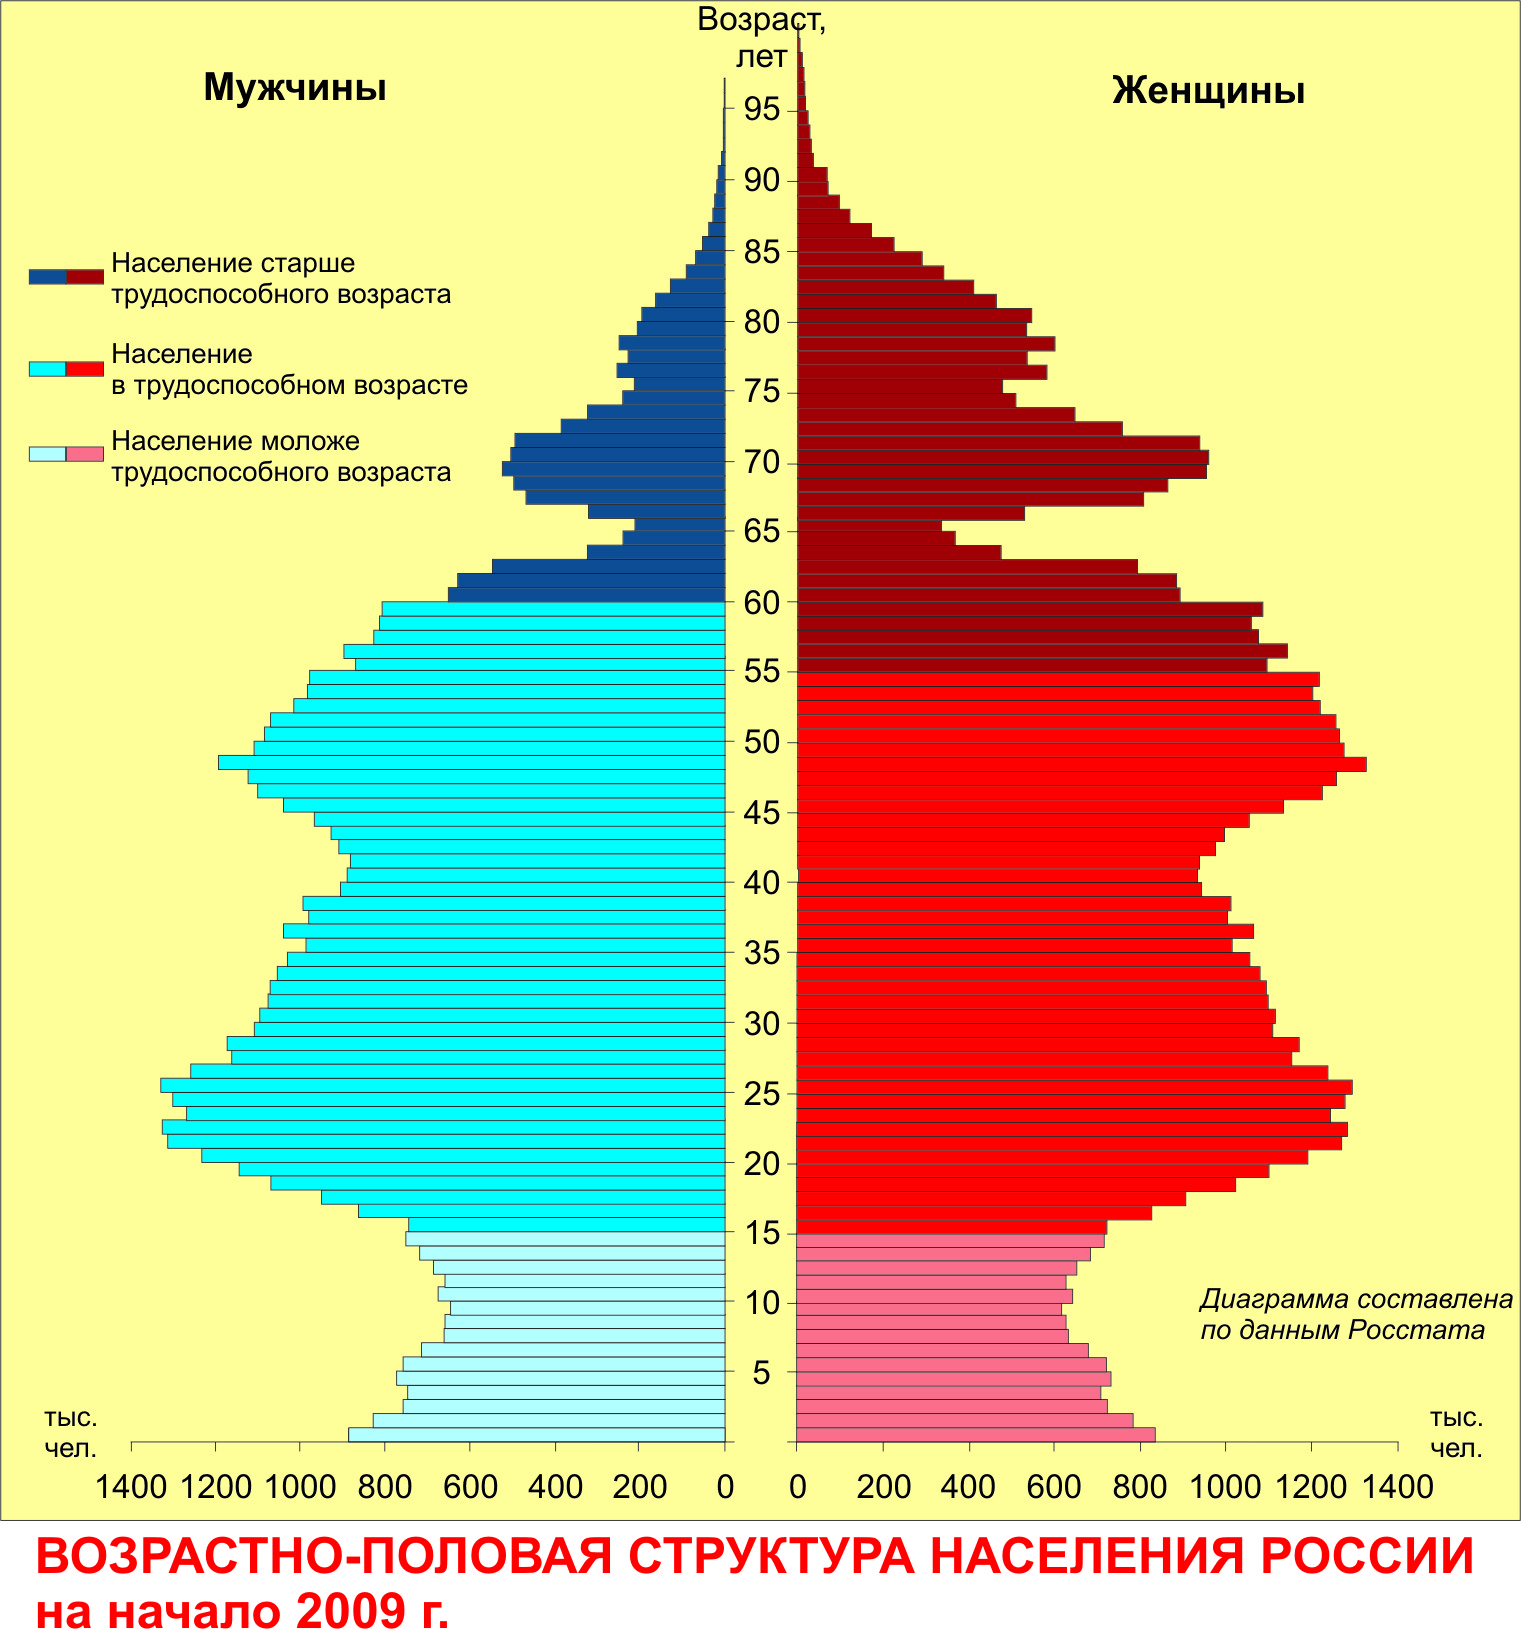 Возраст,
лет
Мужчины
Женщины
Население старше
трудоспособного возраста
Население
в трудоспособном возрасте
Население моложе
трудоспособного возраста
95
90
85
80
75
70
65
60
55
50
45
40
35
30
25
20
15
10
5
Диаграмма составлена
по данным Росстата
тыс.
чел.
тыс.
чел.
1400 1200 1000 800 600 400 200 0
0 200 400 600 800 1000 1200 1400
ВОЗРАСТНО-ПОЛОВАЯ СТРУКТУРА НАСЕЛЕНИЯ РОССИИ
на начало 2009 г.